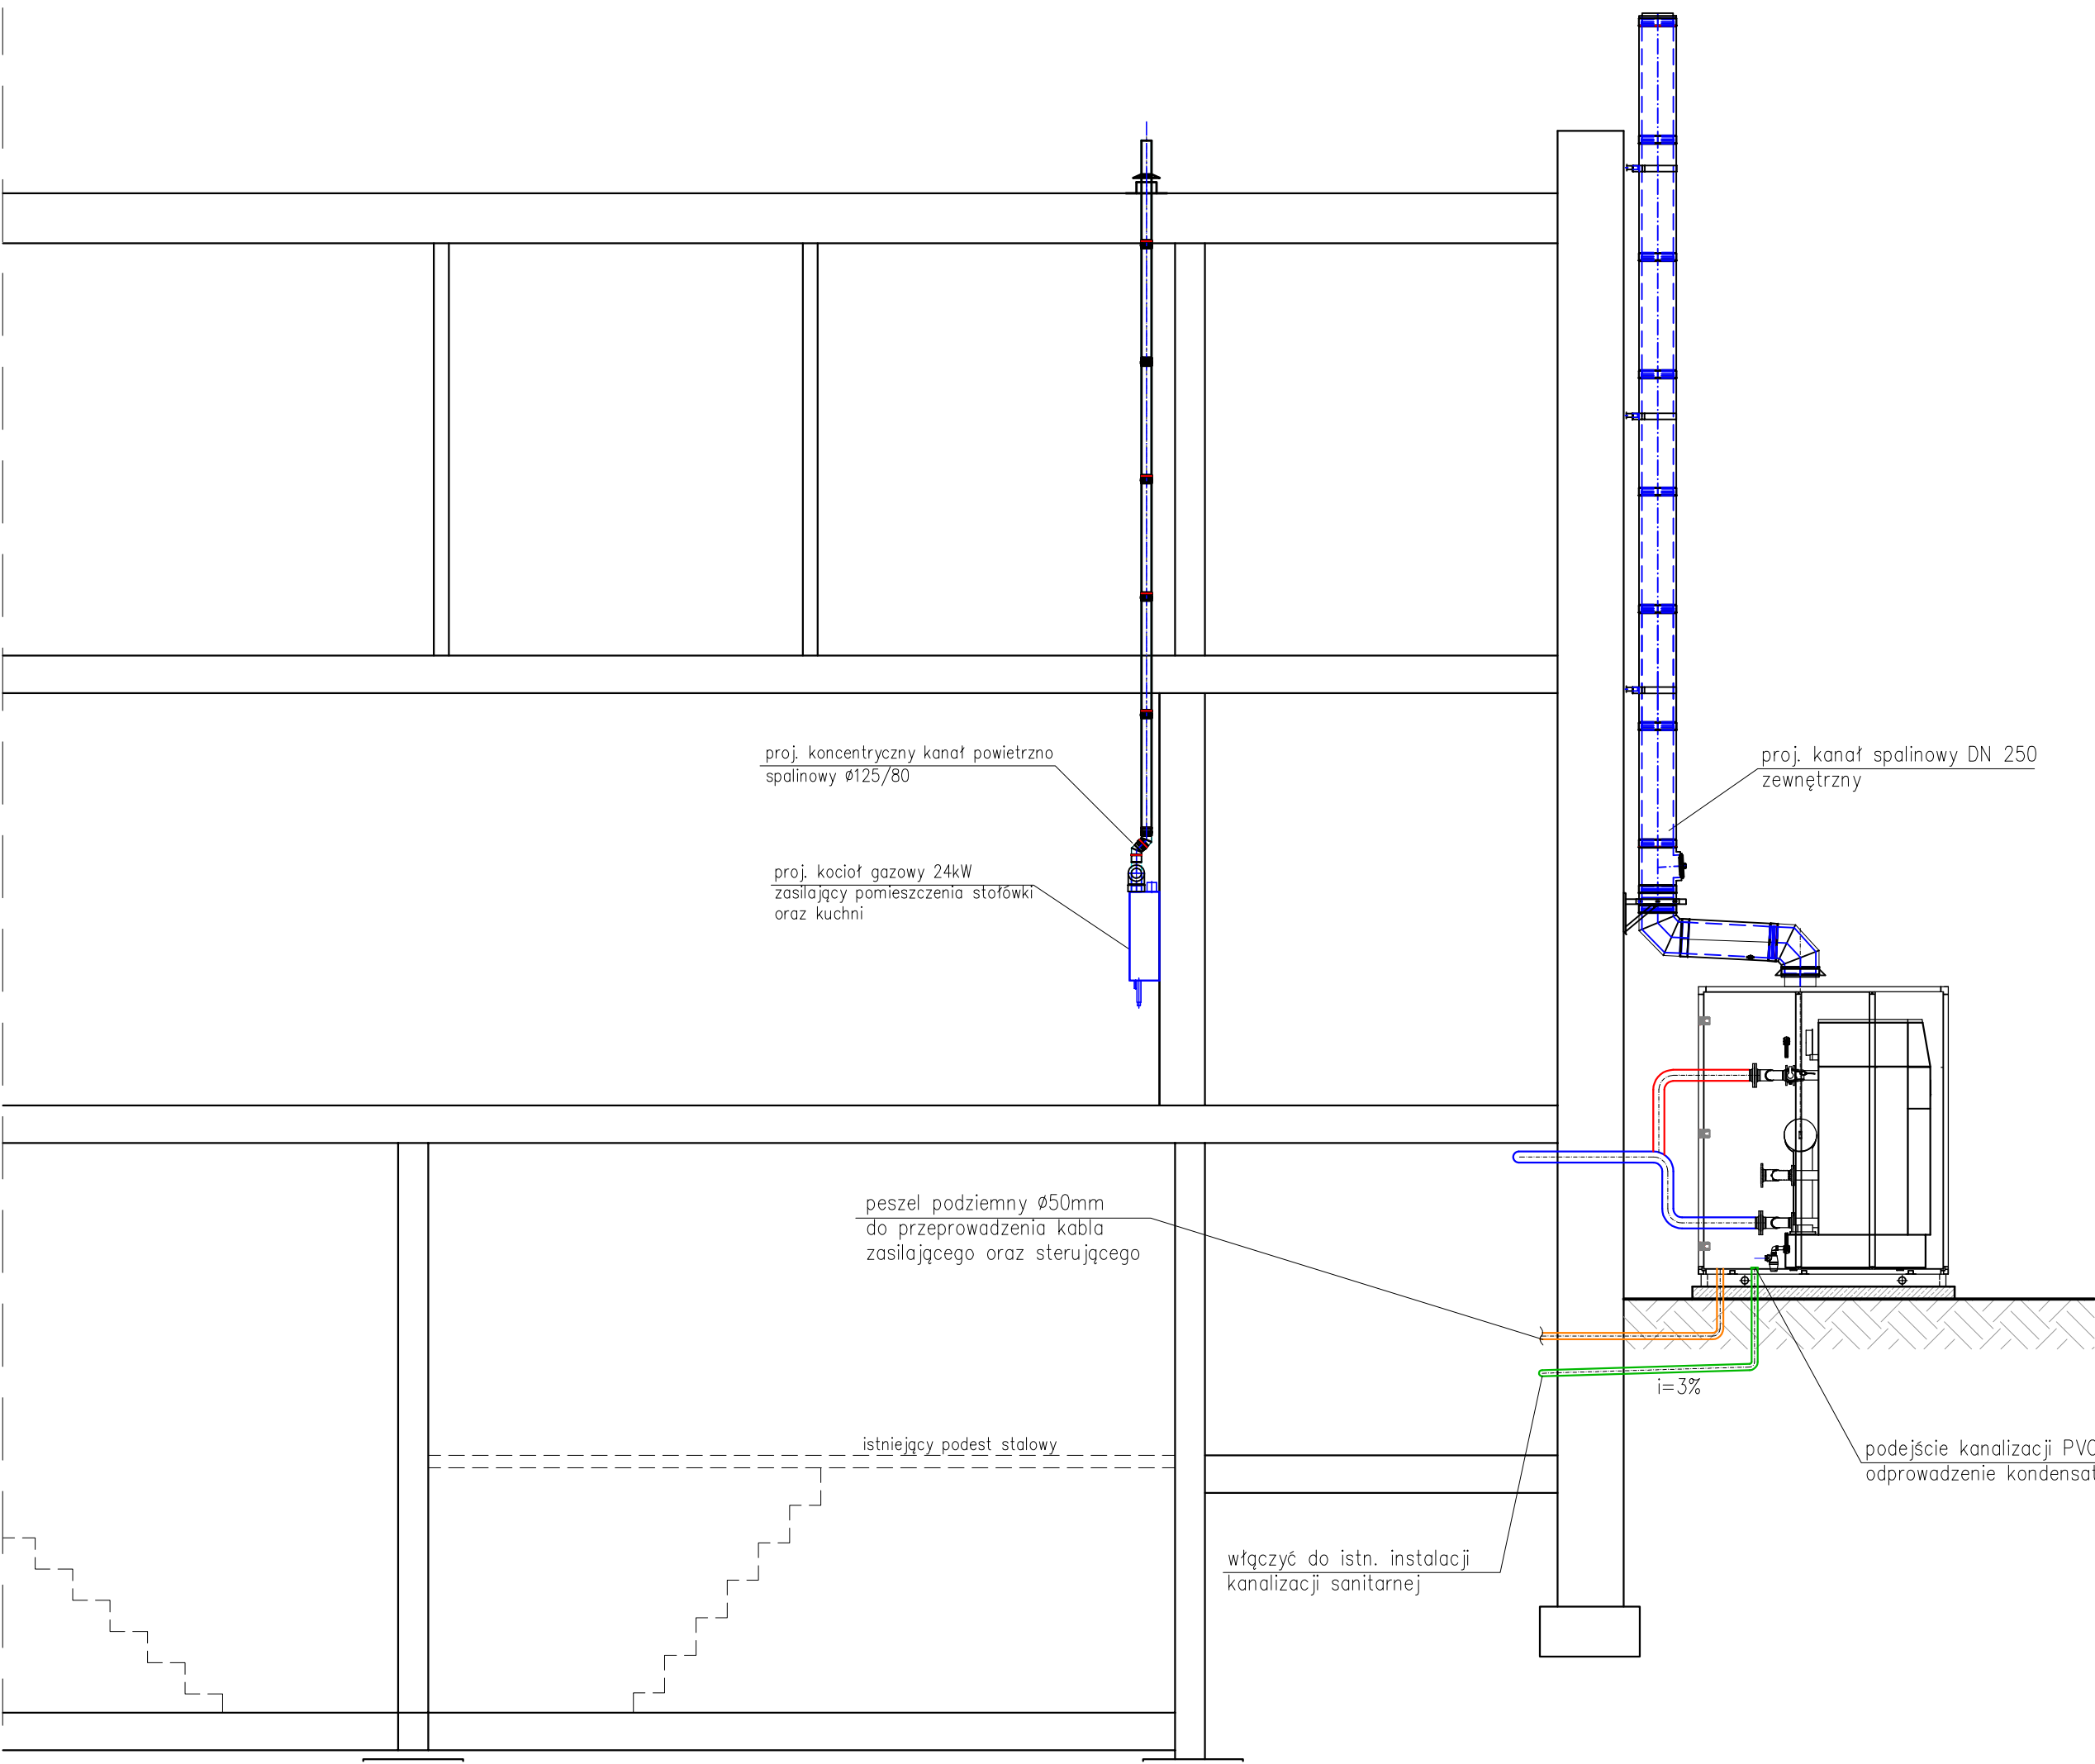 proj. koncentryczny kanał powietrzno
spalinowy Ø125/80
proj. kanał spalinowy DN 250
zewnętrzny
proj. kocioł gazowy 24kW
zasilający pomieszczenia stołówki
oraz kuchni
peszel podziemny Ø50mm
do przeprowadzenia kabla
zasilającego oraz sterującego
i=3%
istniejący podest stalowy
podejście kanalizacji
odprowadzenie
włączyć do istn. instalacji
kanalizacji sanitarnej